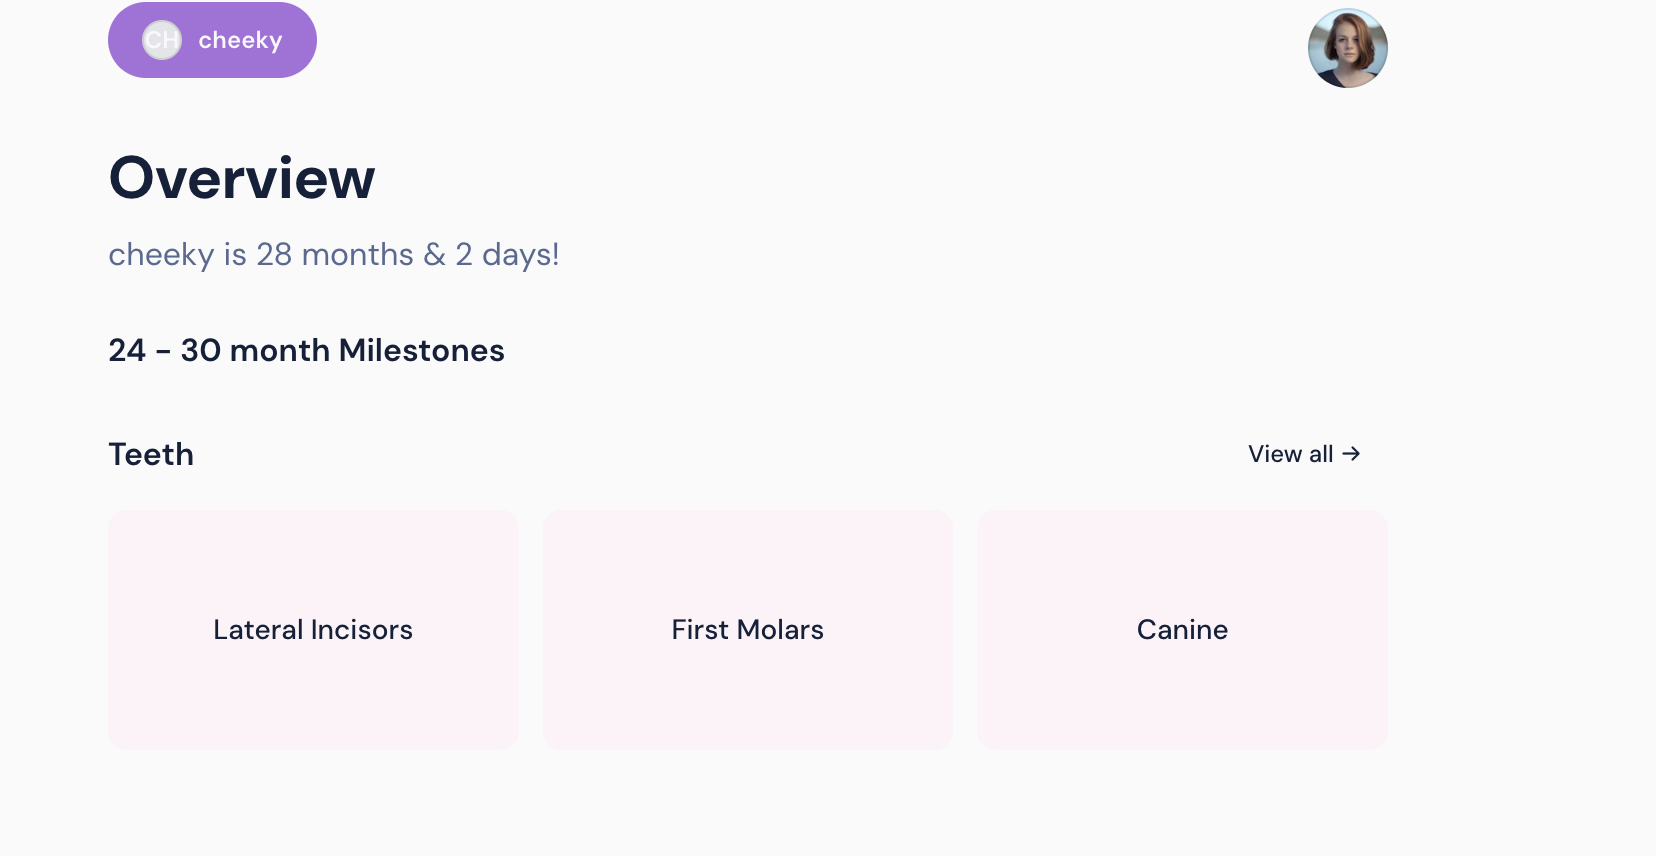 CH cheeky
Overview
cheeky is 28 months & 2 days!
24 - 30 month Milestones
Teeth
View all →
Lateral Incisors
First Molars
Canine